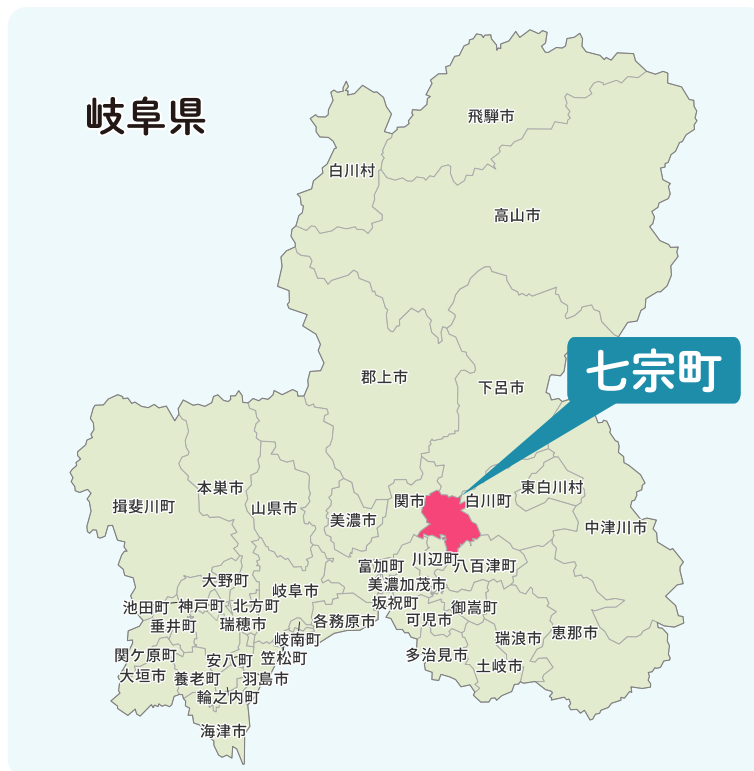 岐阜県
飛騨市
白川村
高山市
七宗町
郡上市
下呂市
本巣市
東白川村
揖斐川町
山県市
関市
白川町
美濃市
中津川市
川辺町
富加町
八百津町
大野町
美濃加茂市
岐阜市
池田町
神戸町
北方町
坂祝町
御嵩町
垂井町
瑞穂市
各務原市
可児市
岐南町
瑞浪市
恵那市
関ケ原町
安八町
笠松町
多治見市
土岐市
大垣市
養老町
羽島市
輪之内町
海津市